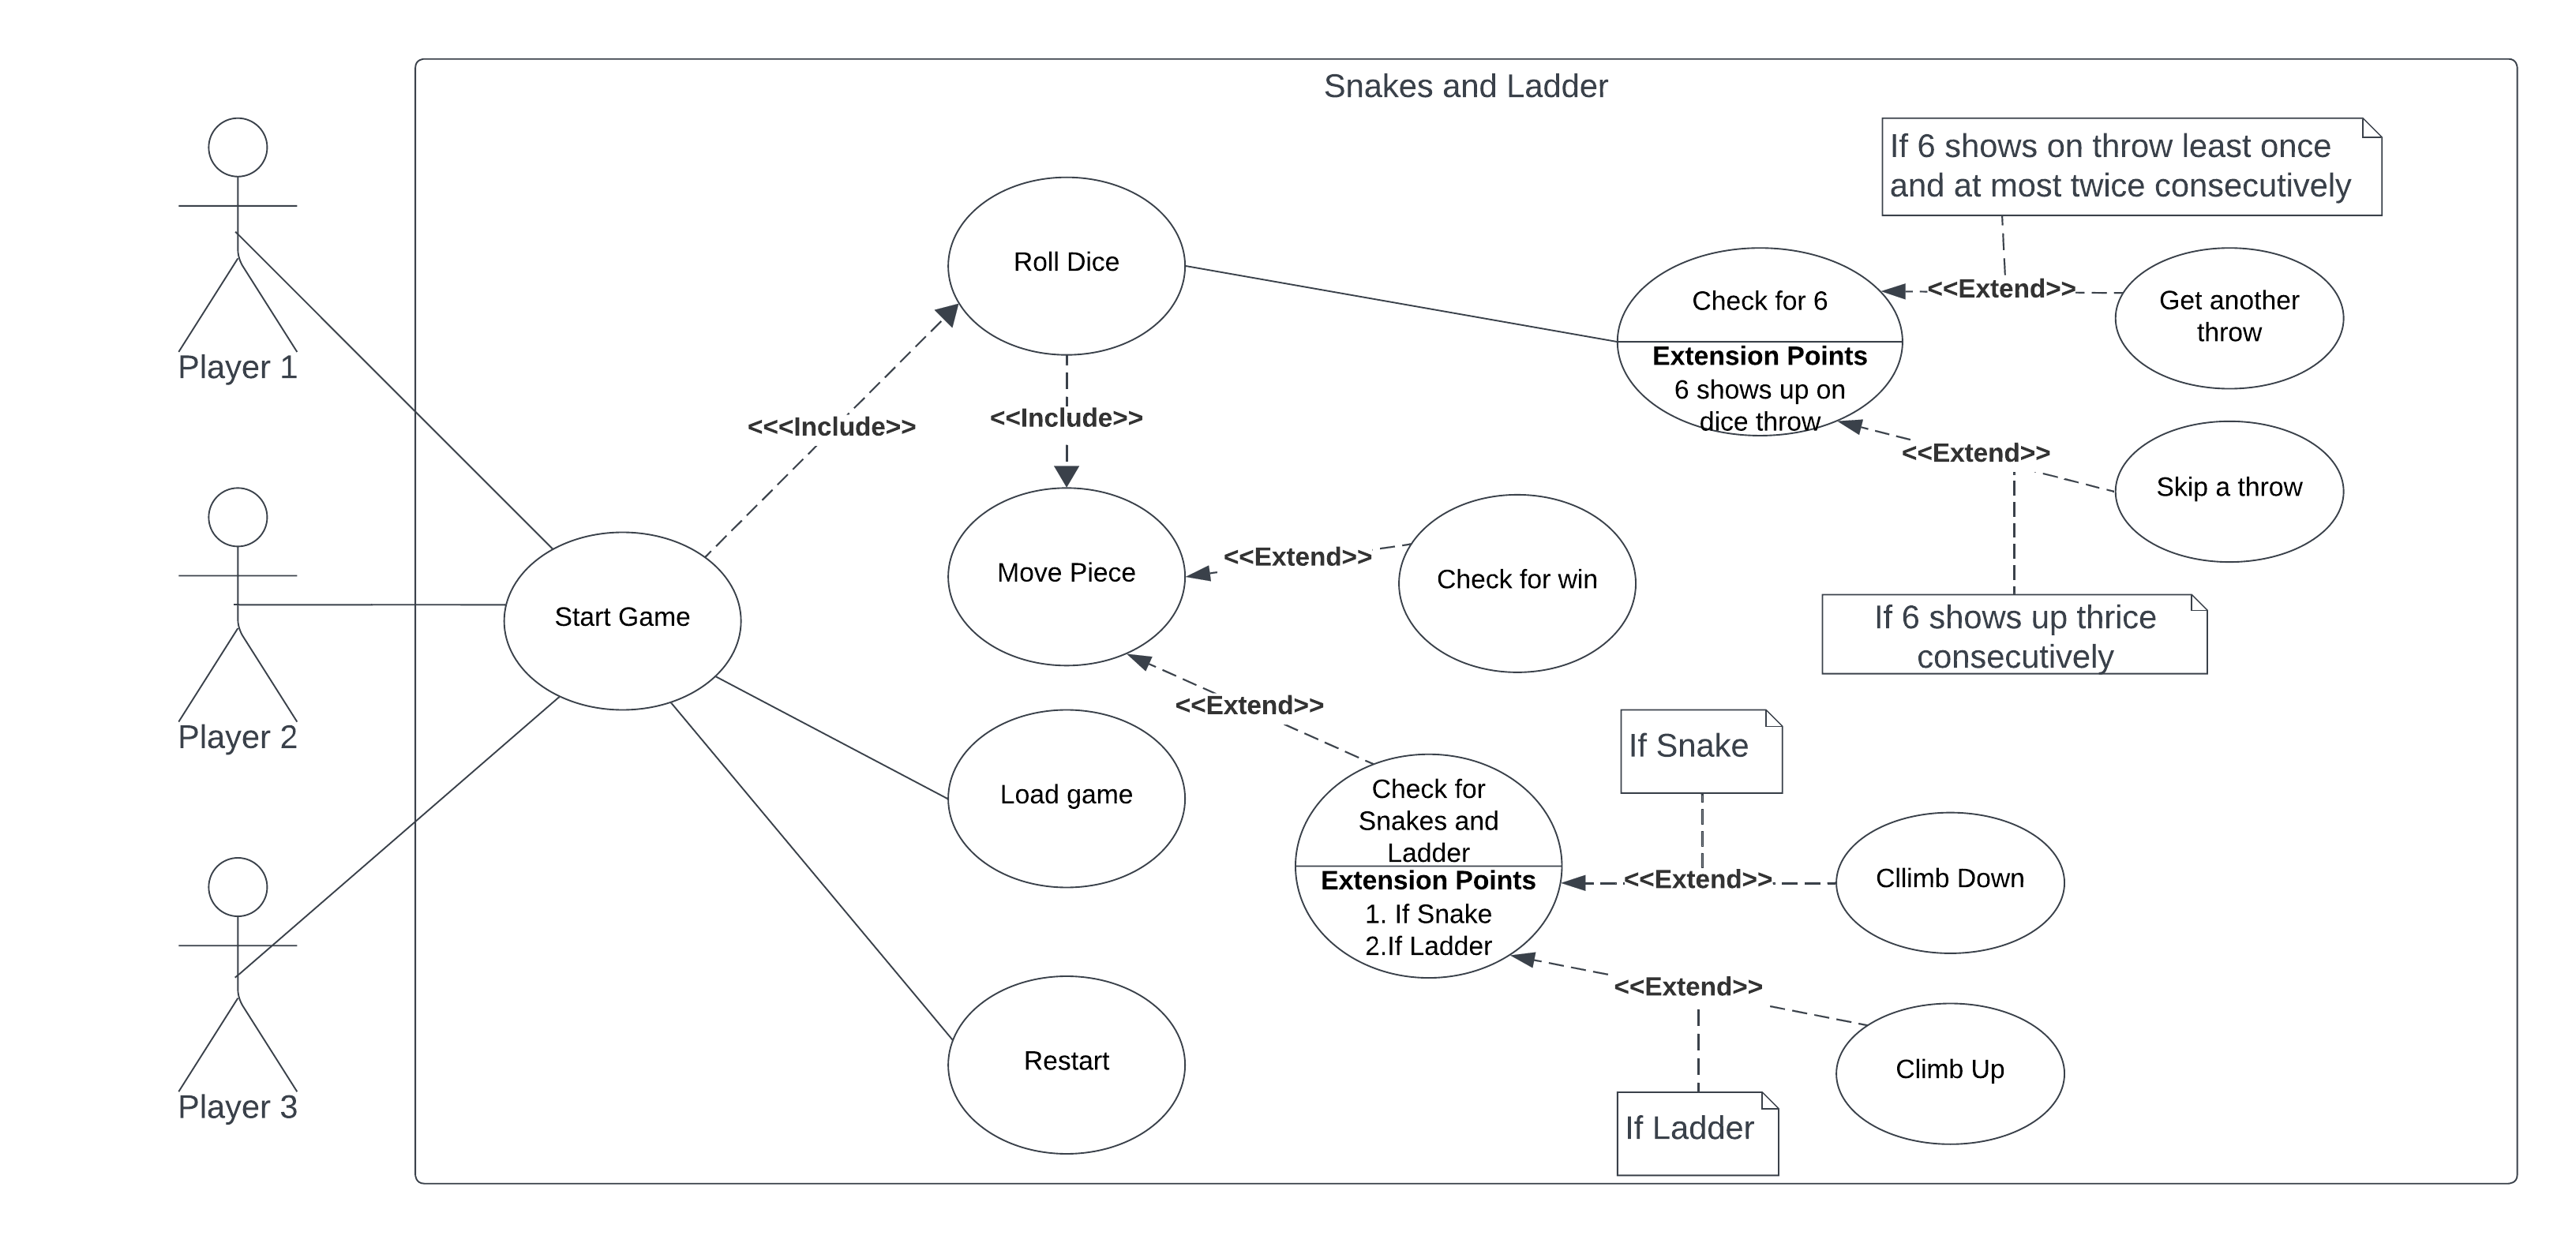 Snakes and Ladder
Player 1
Player 2
Player 3
Start Game
<<<Include>>
Roll Dice
<<Include>>
Move Piece
<<Extend>>
Check for win
<<Extend>>
Load game
Restart
Check for 6
Extension Points
6 shows up on
dice throw
If 6 shows on throw least once
and at most twice consecutively
<<Extend>>
Get another
throw
<<Extend>>
Skip a throw
If 6 shows up thrice
consecutively
Check for
Snakes and
Ladder
Extension Points
1. If Snake
2.If Ladder
If Snake
<<Extend>>
Cllimb Down
<<Extend>>
Climb Up
If Ladder